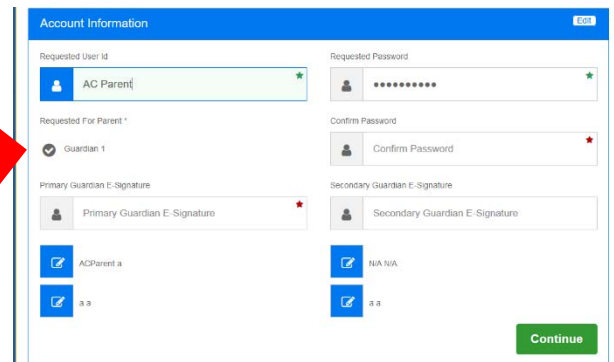 Account Information Edit
Requested User Id Requested Password
AC Parent ●●●●●●●●●●
Requested For Parent * Confirm Password
Guardian 1 Confirm Password
Primary Guardian E-Signature Secondary Guardian E-Signature
Primary Guardian E-Signature Secondary Guardian E-Signature
ACParent a N/A N/A
a a a a
Continue